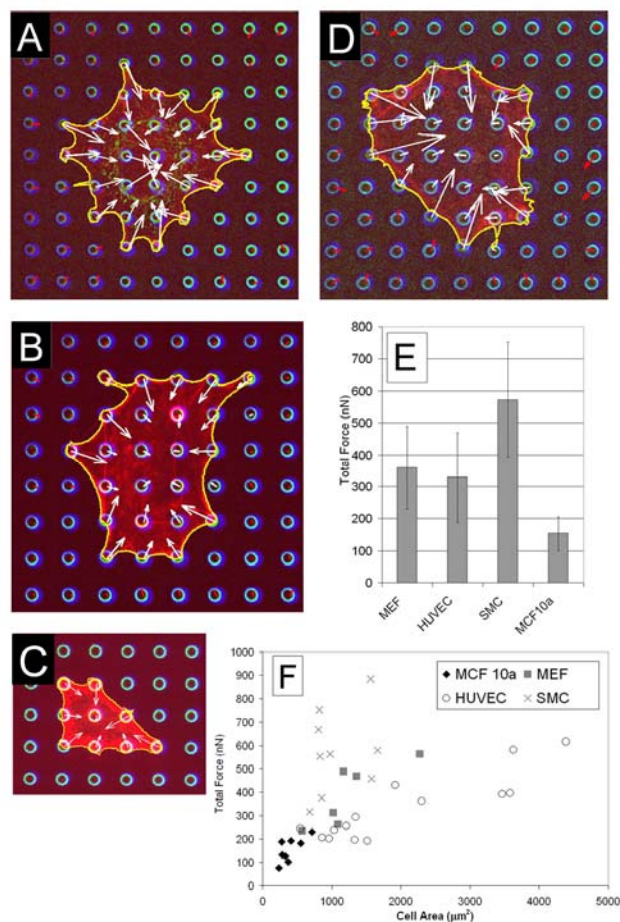 A
D
B
E
800
700
600
500
400
300
200
100
0
Total Force (nN)
MEF
HUVEC
SMC
MCF10a
C
F
MCF 10a
MEF
HUVEC
SMC
1000
900
800
700
600
500
400
300
200
100
0
Total Force (nN)
0
1000
2000
3000
4000
5000
Cell Area (µm²)